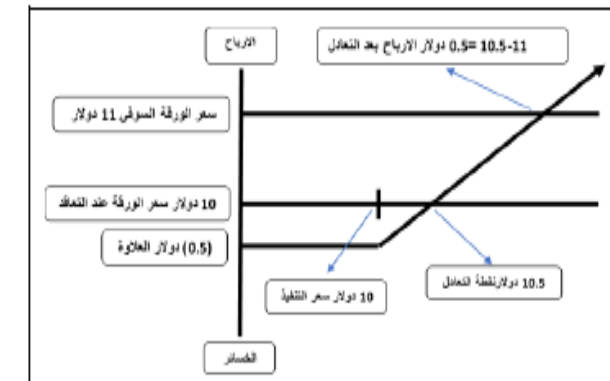 الارباح
11-10.5 =0.5 دولار الارباح بعد التعادل
سعر الورقة السوقي 11 دولار
10 دولار سعر الورقة عند التعاقد
(0.5) دولار العلاوة
10 دولار سعر التنفيذ
10.5 دولارنقطة التعادل
الخسائر